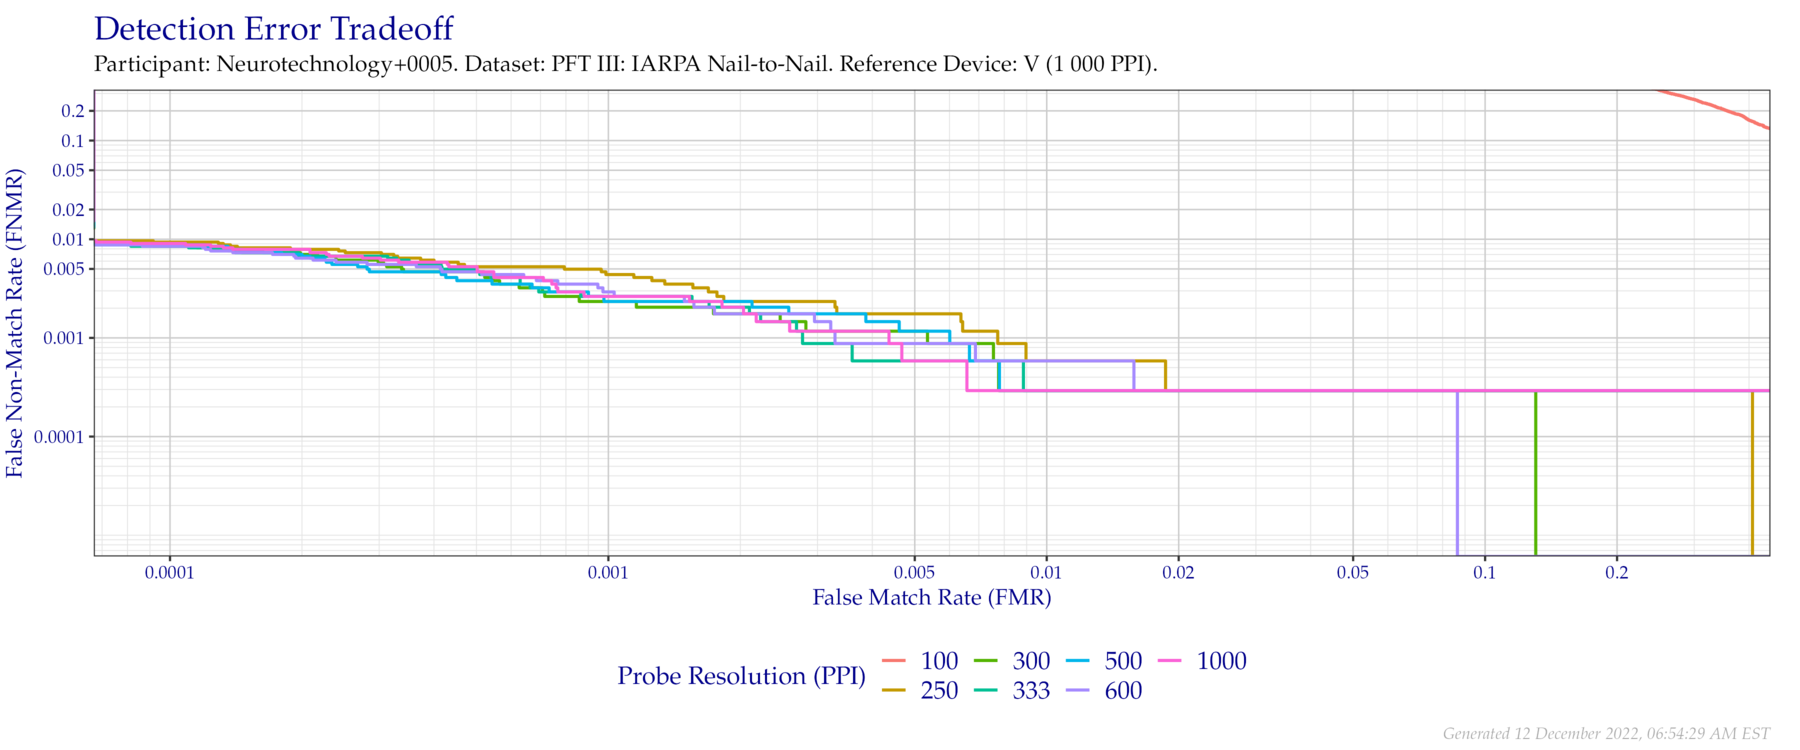 Detection Error Tradeoff
Participant: Neurotechnology+0005. Dataset: PFT III: IARPA Nail-to-Nail. Reference Device: V (1 000 PPI).
False Non-Match Rate (FNMR)
0.2
0.1
0.05
0.02
0.01
0.005
0.001
0.0001
0.0001 0.001 0.005 0.01 0.02 0.05 0.1 0.2
False Match Rate (FMR)
Probe Resolution (PPI)
100 300 500 1000
250 333 600
Generated 12 December 2022, 06:54:29 AM EST